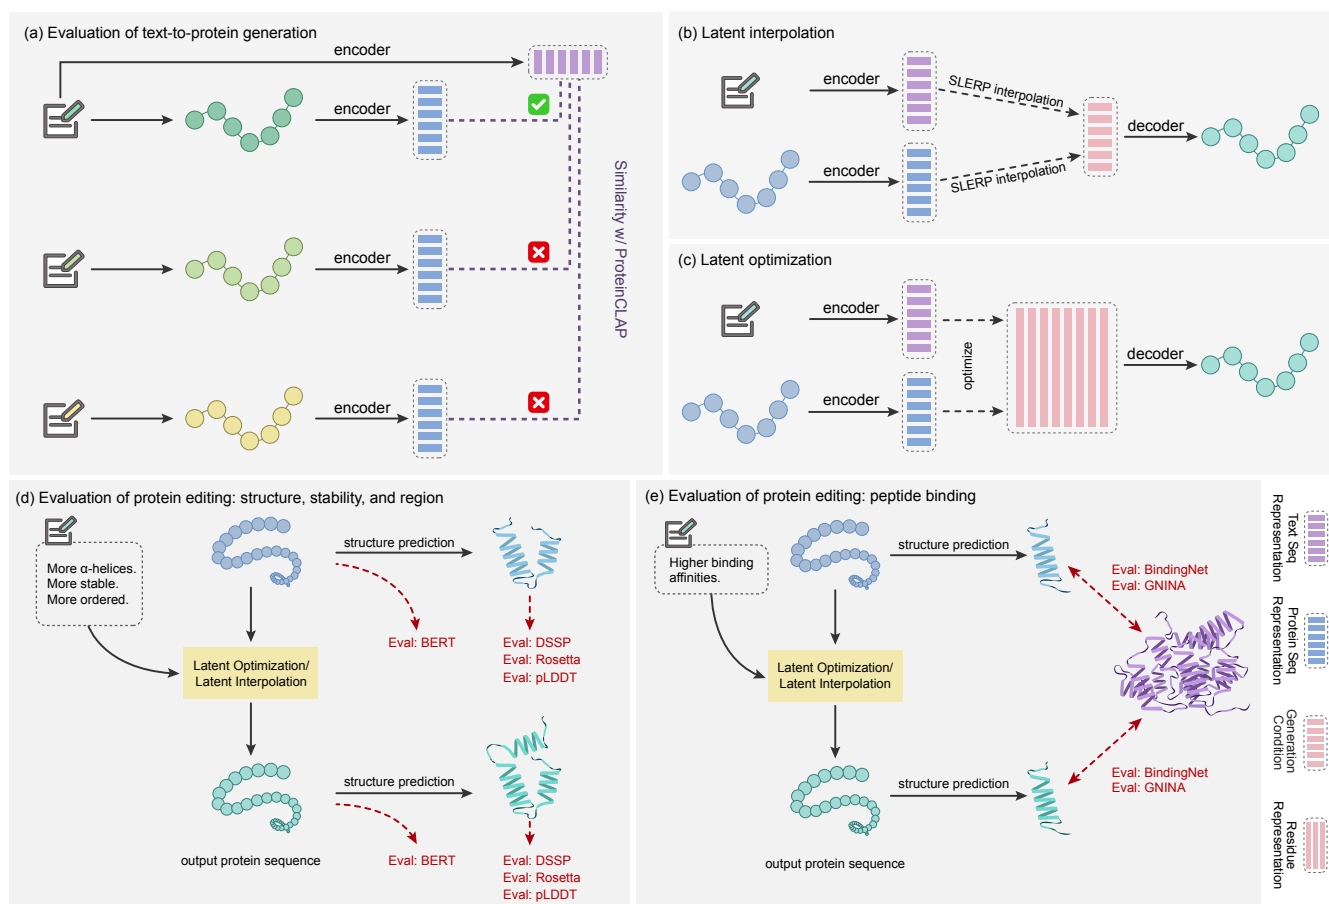 (a) Evaluation of text-to-protein generation
encoder
encoder
encoder
encoder
Similarity w/ ProteinCLAP
(b) Latent interpolation
encoder
SLERP interpolation
encoder
SLERP interpolation
decoder
(c) Latent optimization
encoder
optimize
encoder
decoder
(d) Evaluation of protein editing: structure, stability, and region
More α-helices.
More stable.
More ordered.
structure prediction
Eval: BERT
Eval: DSSP
Eval: Rosetta
Eval: pLDDT
Latent Optimization/
Latent Interpolation
structure prediction
output protein sequence
Eval: BERT
Eval: DSSP
Eval: Rosetta
Eval: pLDDT
(e) Evaluation of protein editing: peptide binding
Higher binding
affinities.
structure prediction
Eval: BindingNet
Eval: GNINA
Latent Optimization/
Latent Interpolation
structure prediction
Eval: BindingNet
Eval: GNINA
output protein sequence
Text Seq
Representation
Protein Seq
Representation
Generation
Condition
Residue
Representation